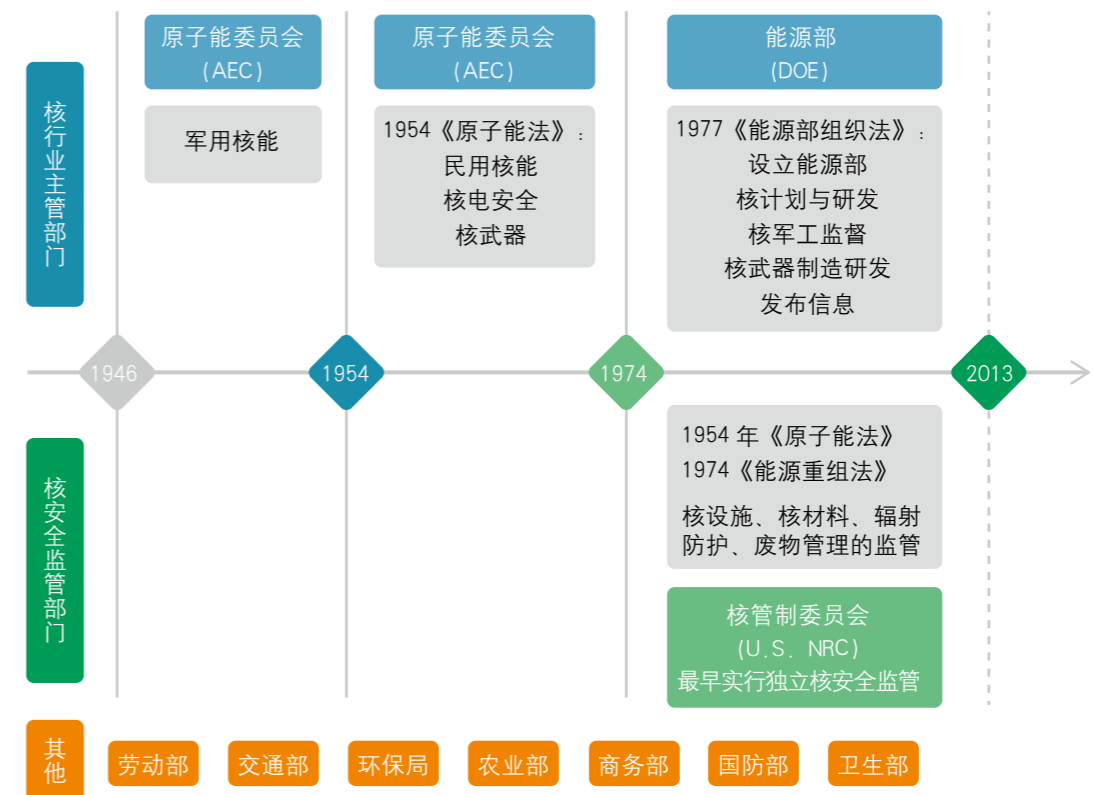 核行业主管部门
原子能委员会
(AEC)
军用核能
原子能委员会
(AEC)
1954《原子能法》:
民用核能
核电安全
核武器
能源部
(DOE)
1977《能源部组织法》:
设立能源部
核计划与研发
核军工监督
核武器制造研发
发布信息
1946
1954
1974
2013
核安全监管部门
1954 年《原子能法》
1974《能源重组法》
核设施、核材料、辐射
防护、废物管理的监管
核管制委员会
(U.S. NRC)
最早实行独立核安全监管
其他
劳动部
交通部
环保局
农业部
商务部
国防部
卫生部